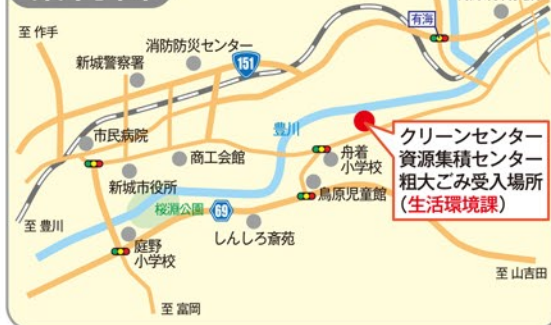 至 作手
有海
消防防災センター
新城警察署
151
豊川
市民病院
商工会館
舟着
小学校
クリーンセンター
資源集積センター
粗大ごみ受入場所
（生活環境課）
新城市役所
鳥原児童館
桜淵公園
69
至 豊川
しんしろ斎苑
庭野
小学校
至 山吉田
至 富岡